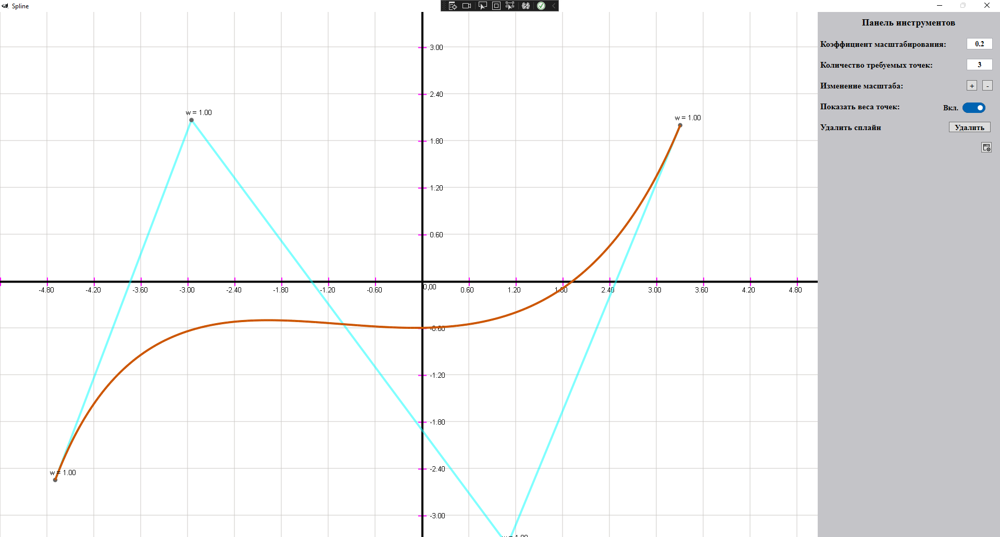 Spline
Панель инструментов
Коэффициент масштабирования: 0.2
Количество требуемых точек: 3
Изменение масштаба: + -
Показать веса точек: Вкл.
Удалить сплайн Удалить
3.00
2.40
w = 1.00
w = 1.00
1.80
1.20
0.60
0,00
-4.80 -4.20 -3.60 -3.00 -2.40 -1.80 -1.20 -0.60 0.60 1.20 1.80 2.40 3.00 3.60 4.20 4.80
-0.60
-1.20
-1.80
-2.40
w = 1.00
-3.00
w = 1.00